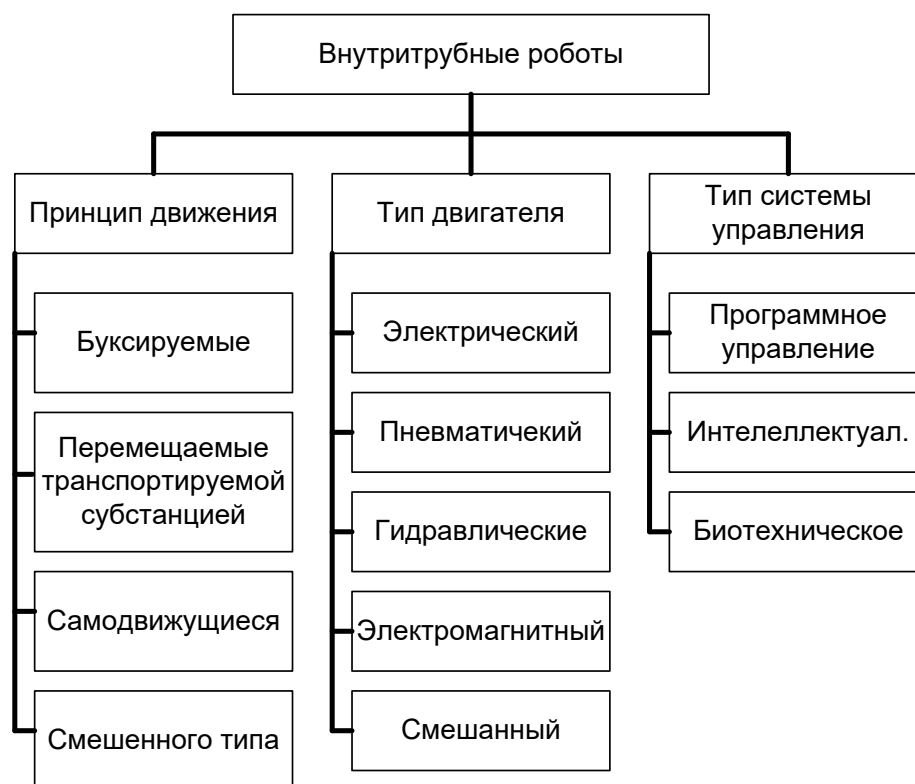 Внутритрубные роботы
Принцип движения
Буксируемые
Перемещаемые
транспортируемой
субстанцией
Самодвижущиеся
Смешенного типа
Тип двигателя
Электрический
Пневматичекий
Гидравлические
Электромагнитный
Смешанный
Тип системы
управления
Программное
управление
Интелеллектуал.
Биотехническое